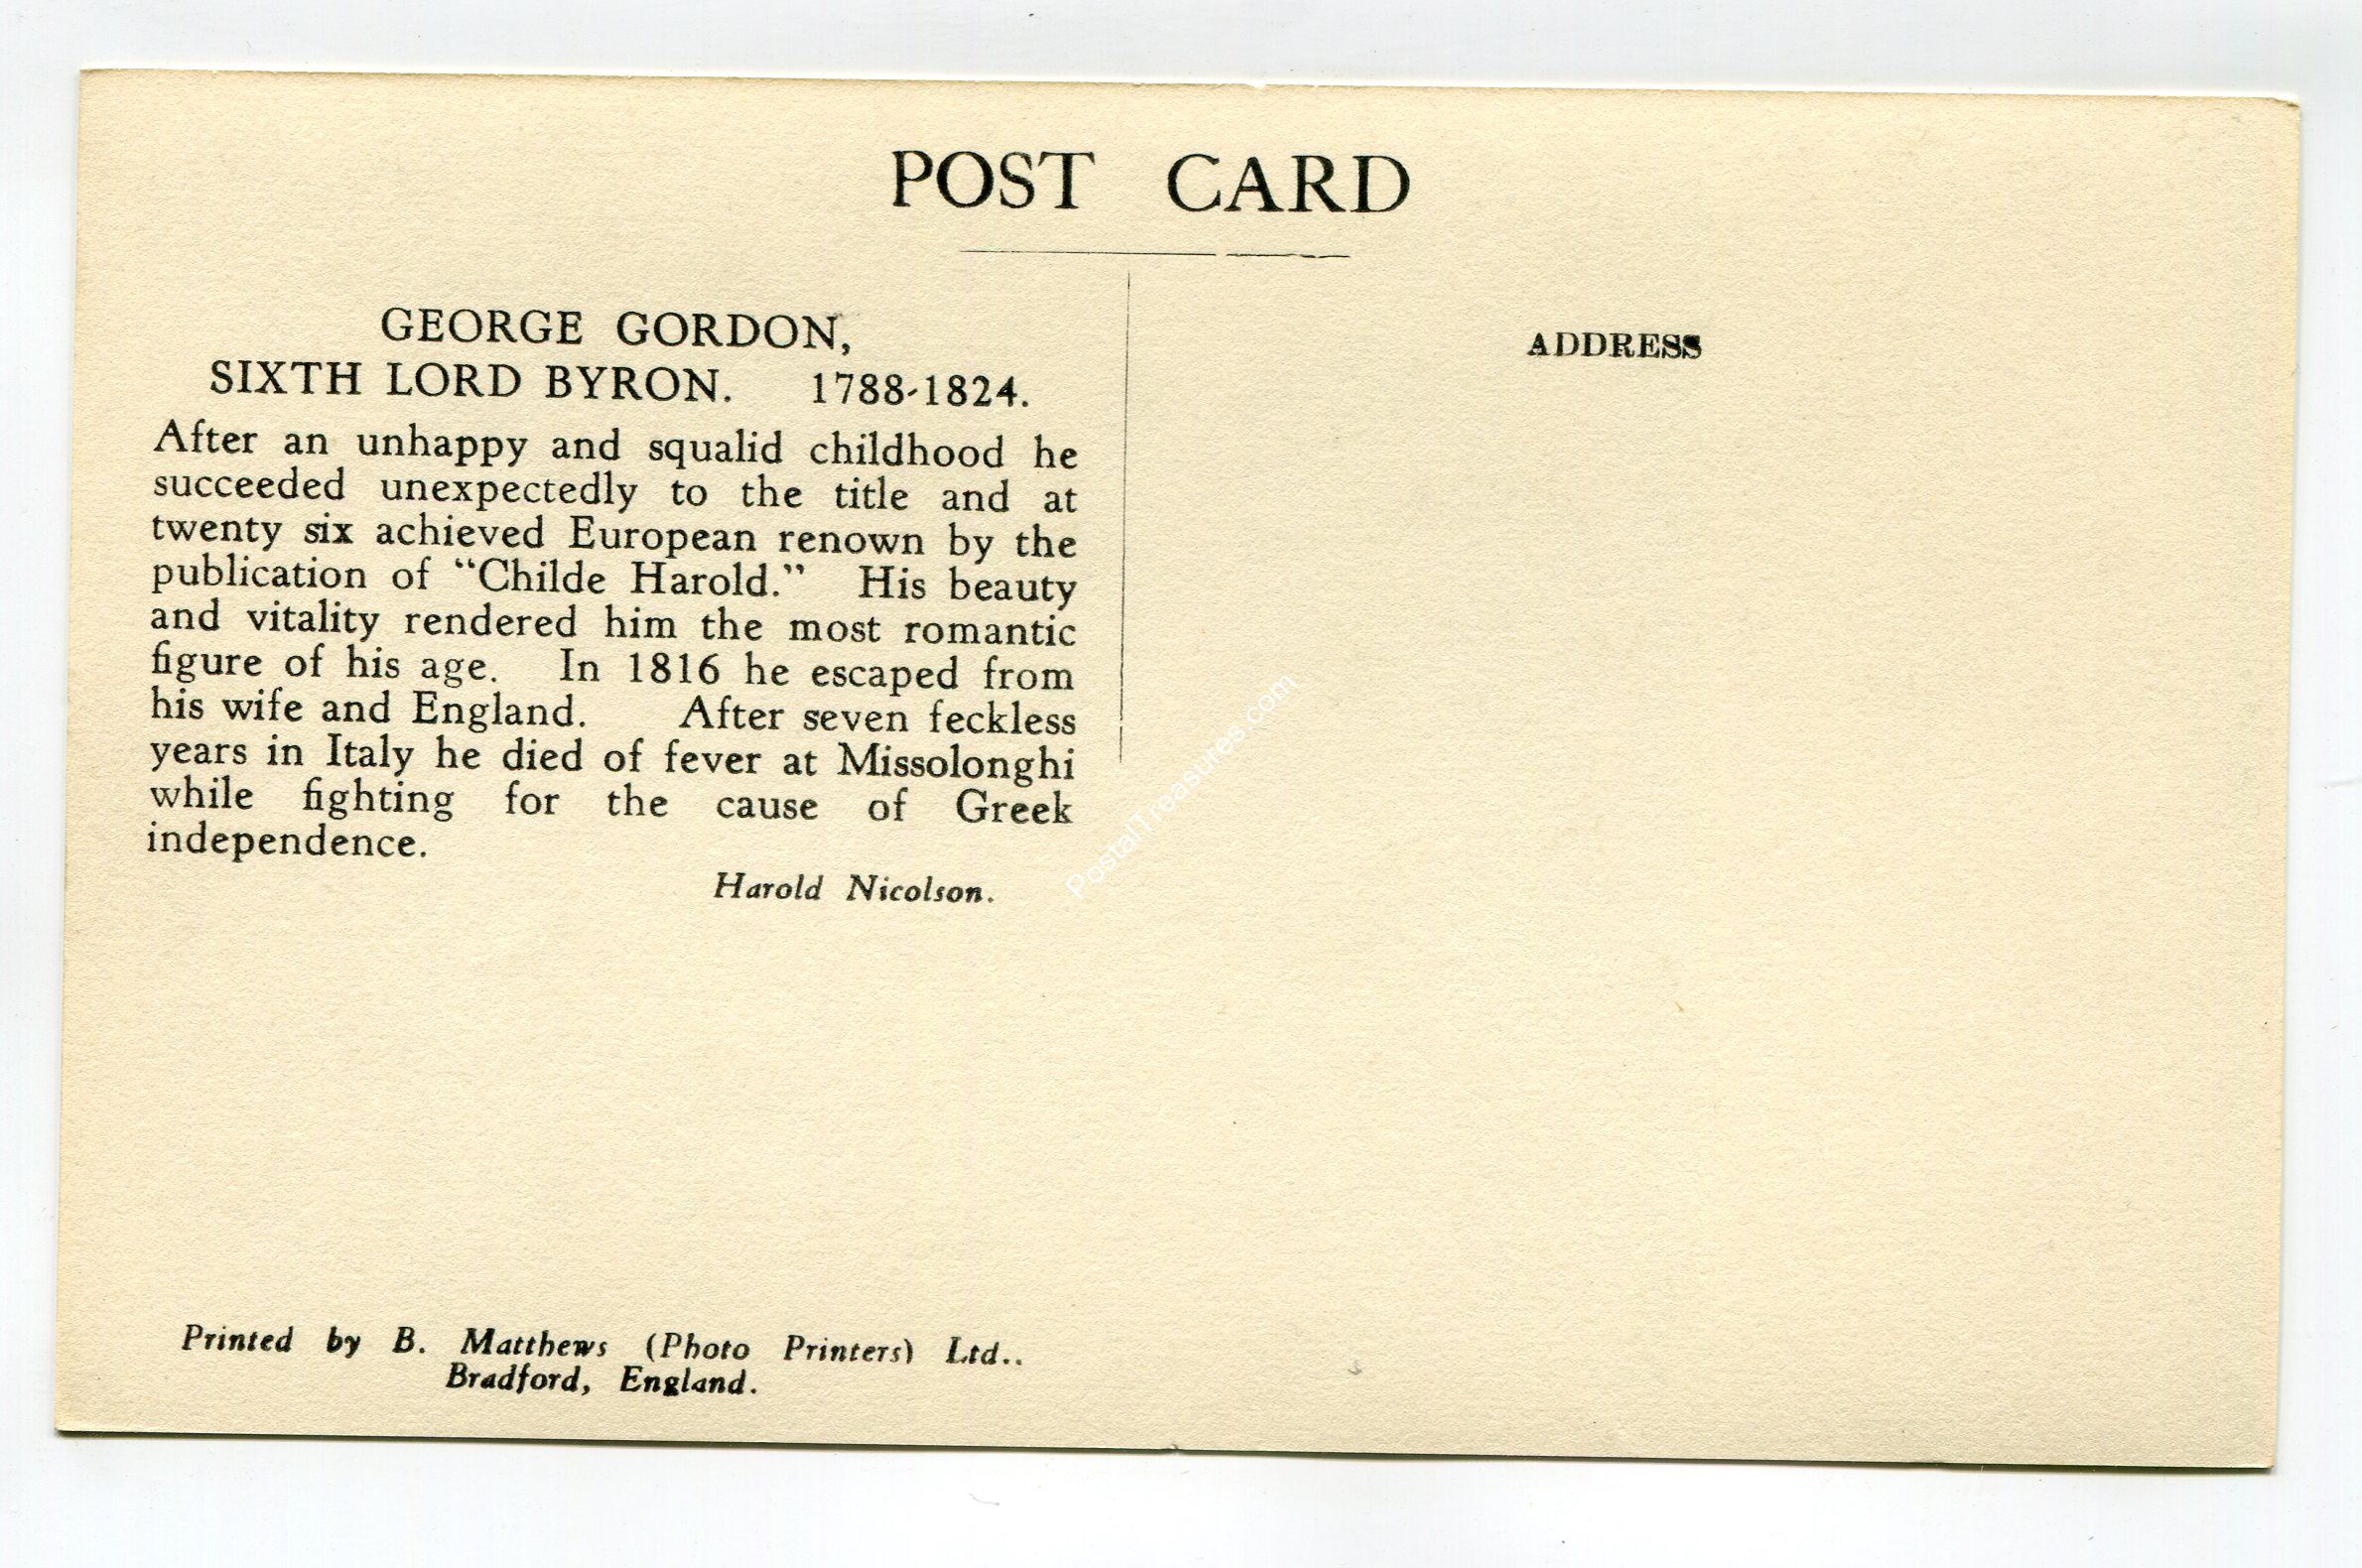 POST CARD
GEORGE GORDON,
SIXTH LORD BYRON. 1788-1824.
After an unhappy and squalid childhood he
succeeded unexpectedly to the title and at
twenty six achieved European renown by the
publication of “Childe Harold.” His beauty
and vitality rendered him the most romantic
figure of his age. In 1816 he escaped from
his wife and England. After seven feckless
years in Italy he died of fever at Missolonghi
while fighting for the cause of Greek
independence.
Harold Nicolson.
Printed by B. Matthews (Photo Printers) Ltd..
Bradford, England.
ADDRESS
PostalTreasures.com